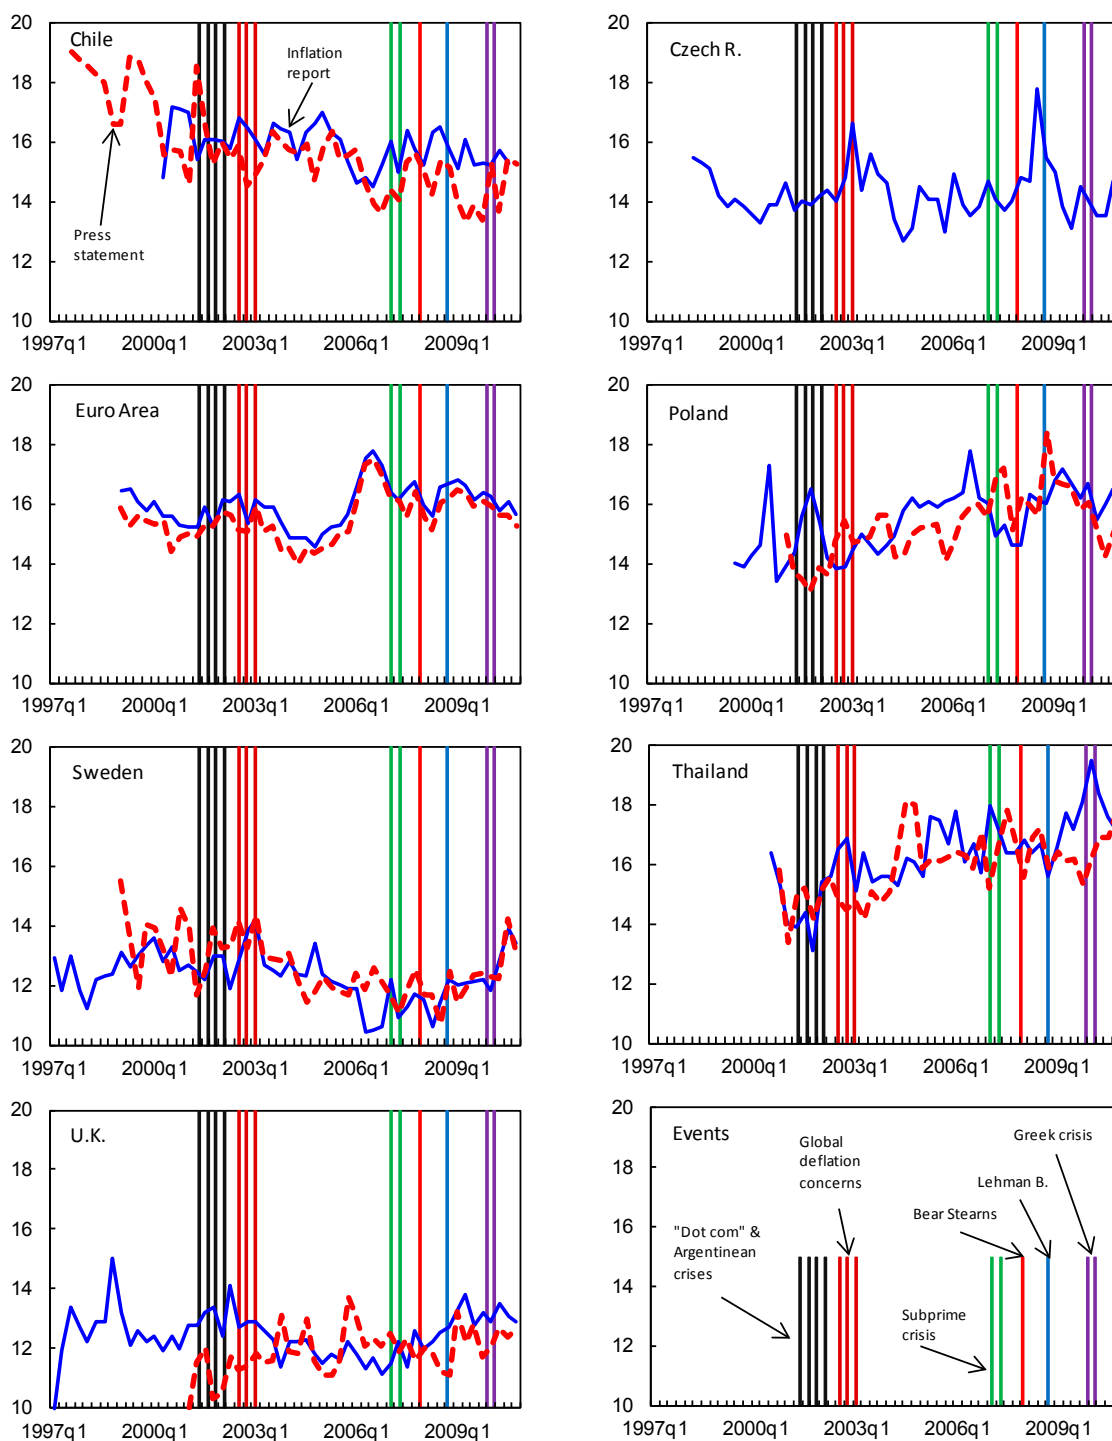 20
18
16
14
12
10
Chile
Inflation
report
Press
statement
1997q1 2000q1 2003q1 2006q1 2009q1
20
18
16
14
12
10
Czech R.
1997q1 2000q1 2003q1 2006q1 2009q1
20
18
16
14
12
10
Euro Area
1997q1 2000q1 2003q1 2006q1 2009q1
20
18
16
14
12
10
Poland
1997q1 2000q1 2003q1 2006q1 2009q1
20
18
16
14
12
10
Sweden
1997q1 2000q1 2003q1 2006q1 2009q1
20
18
16
14
12
10
Thailand
1997q1 2000q1 2003q1 2006q1 2009q1
20
18
16
14
12
10
U.K.
1997q1 2000q1 2003q1 2006q1 2009q1
20
18
16
14
12
10
Events
Global
deflation
concerns
Greek crisis
Lehman B.
Bear Stearns
"Dot com" &
Argentinean
crises
Subprime
crisis
1997q1 2000q1 2003q1 2006q1 2009q1